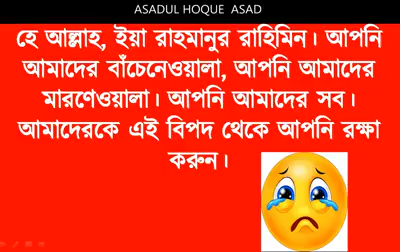 ASADUL HOQUE ASAD
হে আল্লাহ, ইয়া রাহমানুর রাহিমিন। আপনি
আমাদের বাঁচেনেওয়ালা, আপনি আমাদের
মারণেওয়ালা। আপনি আমাদের সব।
আমাদেরকে এই বিপদ থেকে আপনি রক্ষা
করুন।